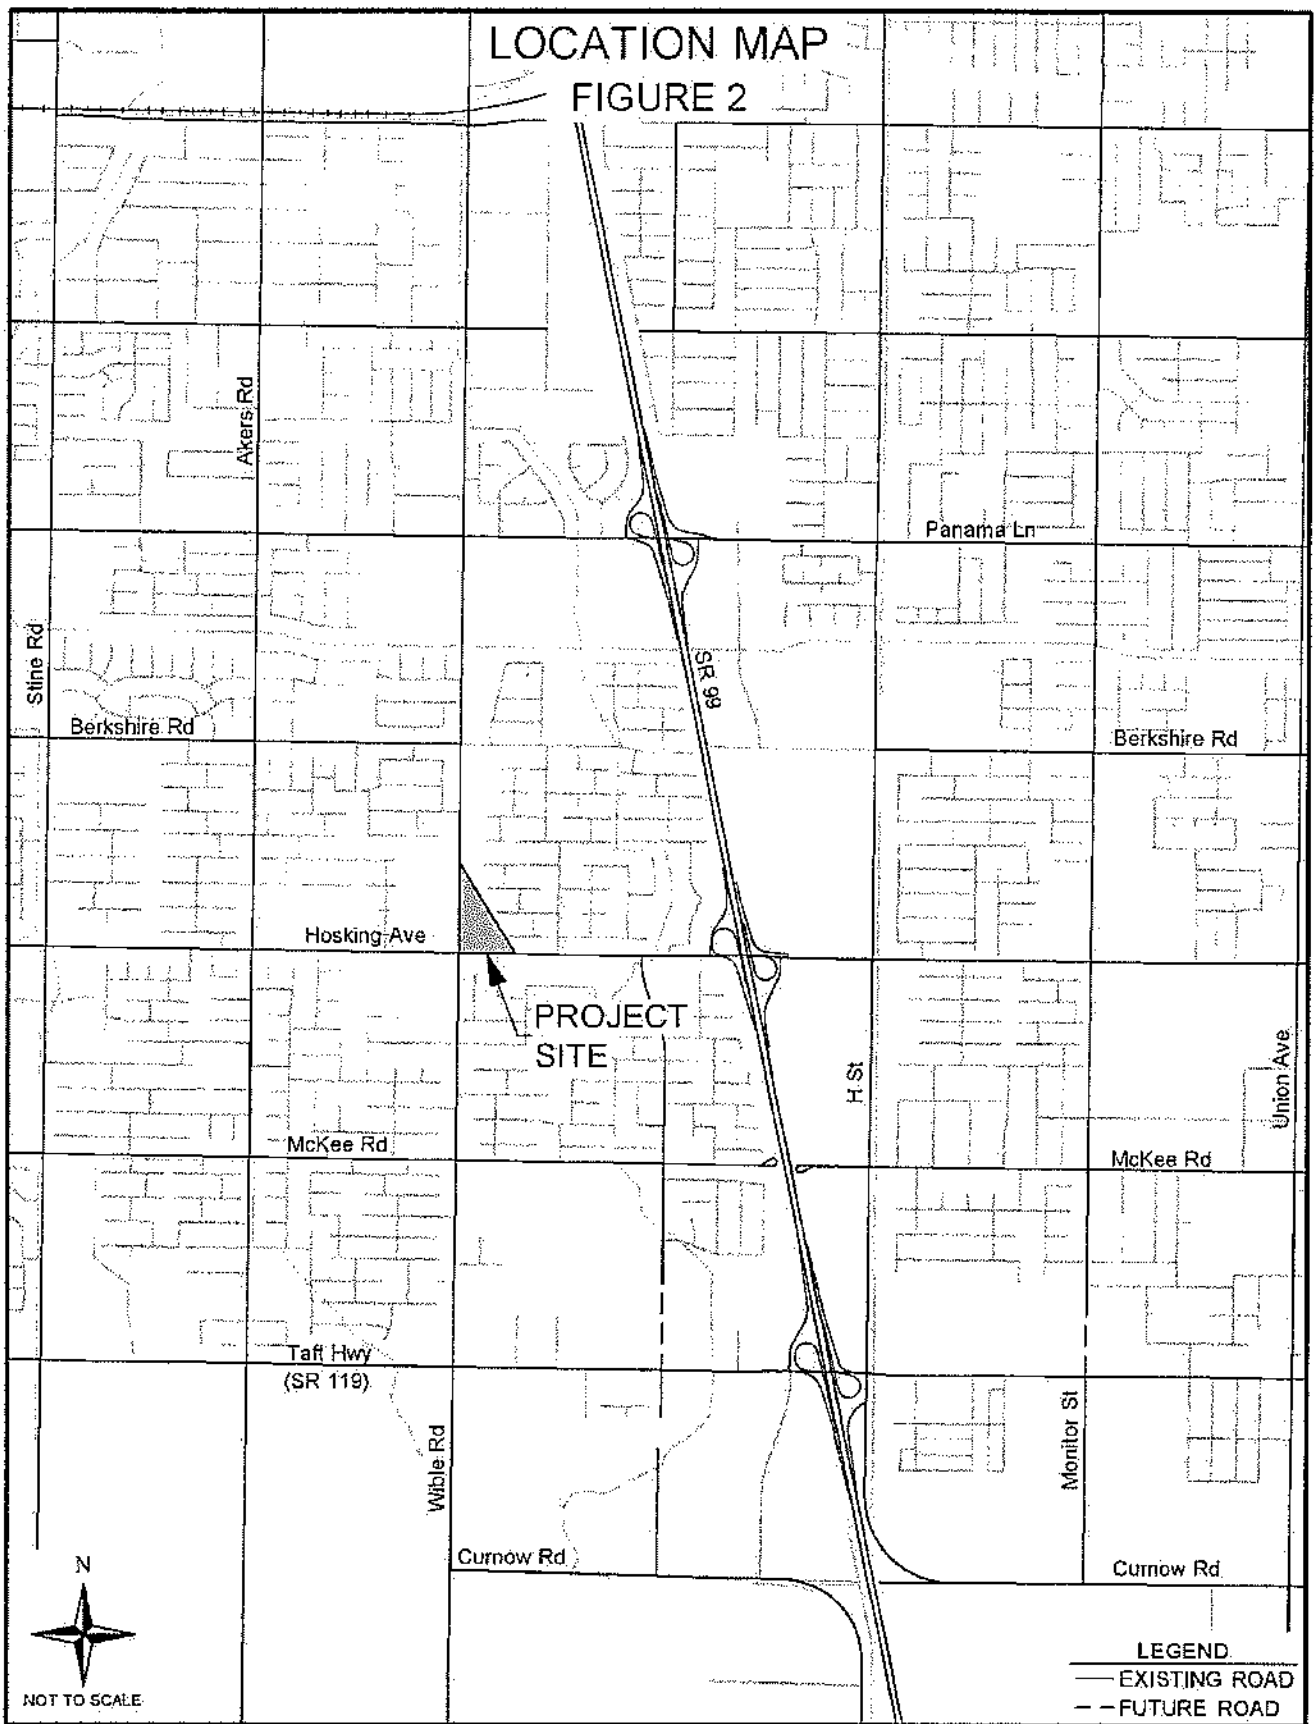 LOCATION MAP
FIGURE 2
Akers Rd
Panama Ln
Stine Rd
SR 99
Berkshire Rd
Berkshire Rd
Hosking Ave
PROJECT
SITE
H St
Union Ave
McKee Rd
McKee Rd
Taft Hwy
(SR 119)
Wible Rd
Monitor St
Curnow Rd
Curnow Rd
N
NOT TO SCALE
LEGEND
EXISTING ROAD
FUTURE ROAD